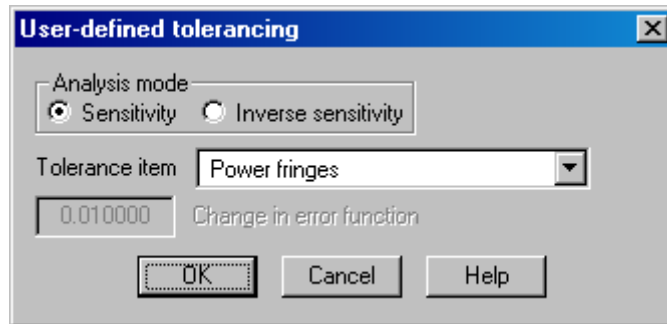 User-defined tolerancing
Analysis mode
Sensitivity Inverse sensitivity
Tolerance item Power fringes
0.010000 Change in error function
OK Cancel Help